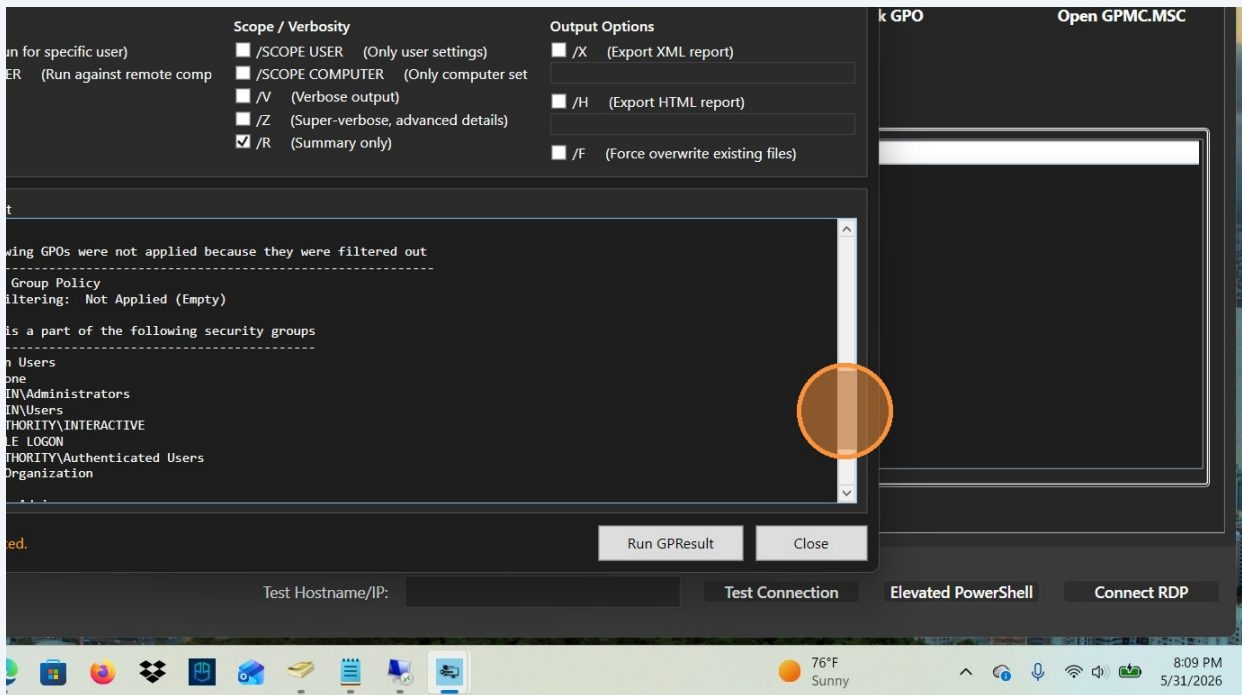 Scope / Verbosity
Output Options
k GPO
Open GPMC.MSC
un for specific user)
/SCOPE USER (Only user settings)
/X (Export XML report)
ER (Run against remote comp
/SCOPE COMPUTER (Only computer set
/V (Verbose output)
/H (Export HTML report)
/Z (Super-verbose, advanced details)
/R (Summary only)
/F (Force overwrite existing files)
t
wing GPOs were not applied because they were filtered out
-----------------------------------------------------------
Group Policy
iltering: Not Applied (Empty)
is a part of the following security groups
-------------------------------------------
n Users
one
IN\Administrators
IN\Users
THORITY\INTERACTIVE
LE LOGON
THORITY\Authenticated Users
Organization
ted.
Run GPResult
Close
Test Hostname/IP:
Test Connection
Elevated PowerShell
Connect RDP
76°F
Sunny
8:09 PM
5/31/2026